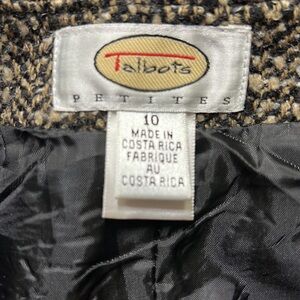 Talbots
PETITES
10
MADE IN
COSTA RICA
FABRIQUE
AU
COSTA RICA